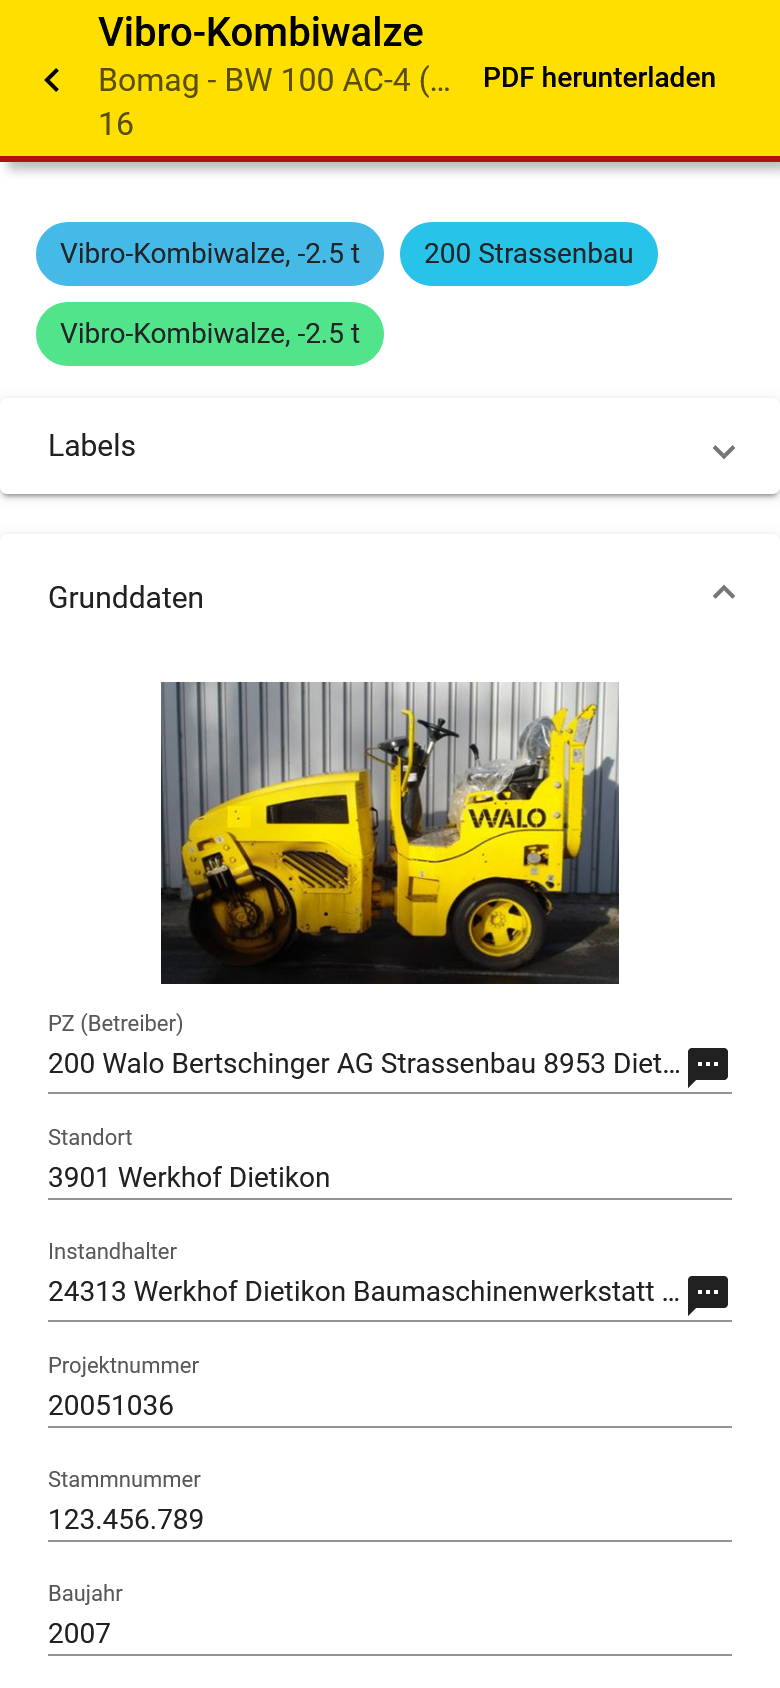 Vibro-Kombiwalze
Bomag - BW 100 AC-4 (...
16
PDF herunterladen
Vibro-Kombiwalze, -2.5 t
200 Strassenbau
Vibro-Kombiwalze, -2.5 t
Labels
Grunddaten
WALO
PZ (Betreiber)
200 Walo Bertschinger AG Strassenbau 8953 Diet...
Standort
3901 Werkhof Dietikon
Instandhalter
24313 Werkhof Dietikon Baumaschinenwerkstatt ...
Projektnummer
20051036
Stammnummer
123.456.789
Baujahr
2007